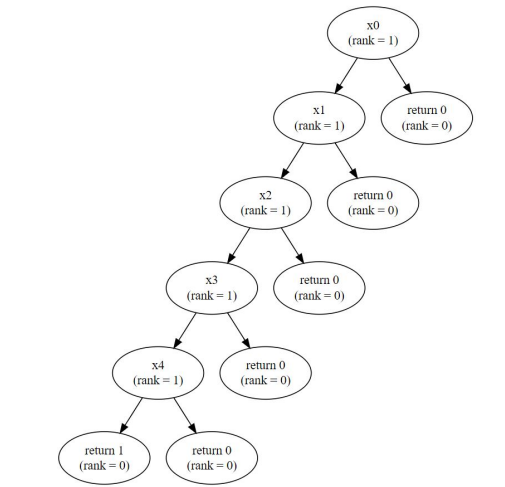 x0
(rank = 1)
x1
(rank = 1)
return 0
(rank = 0)
x2
(rank = 1)
return 0
(rank = 0)
x3
(rank = 1)
return 0
(rank = 0)
x4
(rank = 1)
return 0
(rank = 0)
return 1
(rank = 0)
return 0
(rank = 0)